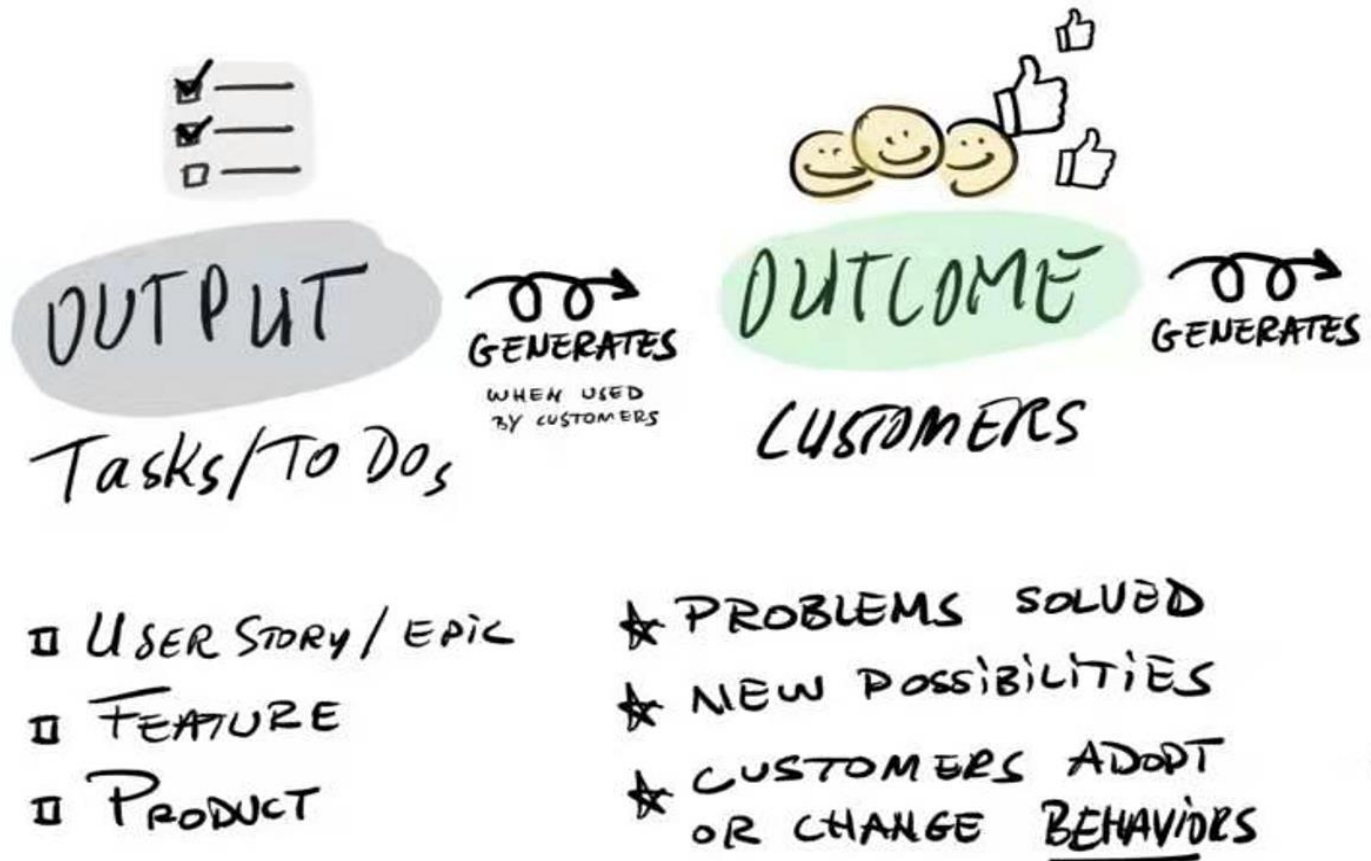 OUTPUT
GENERATES
WHEN USED
BY CUSTOMERS
OUTCOME
GENERATES
Tasks/To Dos
CUSTOMERS
USER STORY / EPIC
FEATURE
PRODUCT
PROBLEMS SOLVED
NEW POSSIBILITIES
CUSTOMERS ADOPT
OR CHANGE BEHAVIORS